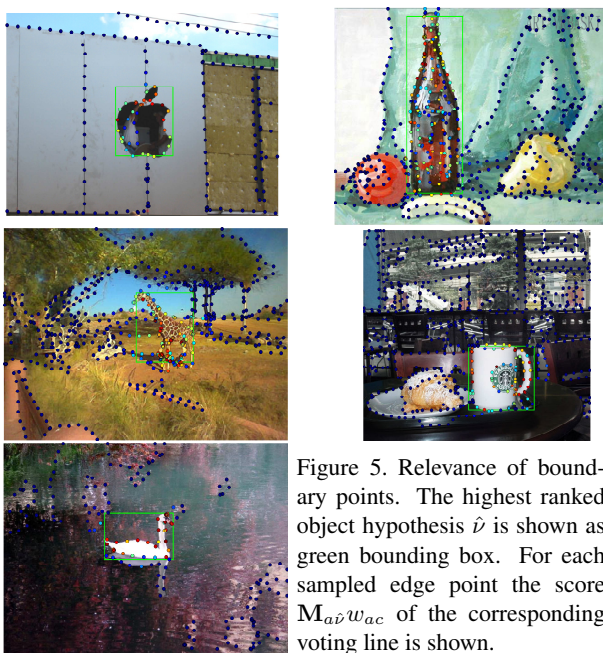 Figure 5. Relevance of bound-
ary points. The highest ranked
object hypothesis ν̂ is shown as
green bounding box. For each
sampled edge point the score
M_{aν̂}w_{ac} of the corresponding
voting line is shown.